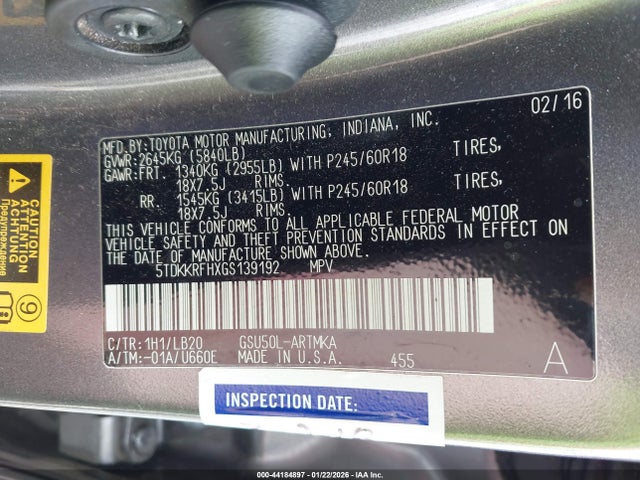 02/16
MFD.BY:TOYOTA MOTOR MANUFACTURING, INDIANA, INC.
GVWR:2645KG (5840LB)
GAWR:FRT. 1340KG (2955LB) WITH P245/60R18 TIRES,
18X7.5J RIMS.
RR. 1545KG (3415LB) WITH P245/60R18 TIRES,
18X7.5J RIMS.
THIS VEHICLE CONFORMS TO ALL APPLICABLE FEDERAL MOTOR
VEHICLE SAFETY AND THEFT PREVENTION STANDARDS IN EFFECT ON
THE DATE OF MANUFACTURE SHOWN ABOVE.
5TDKKRFHXGS139192 MPV
C/TR:1H1/LB20 GSU50L-ARTMKA
A/TM:-01A/U660E MADE IN U.S.A. 455 A
CAUTION
ATTENTION
ACHTUNG
Предупреждение
9
INSPECTION DATE:
000-44184897 - 01/22/2026 - IAA Inc.